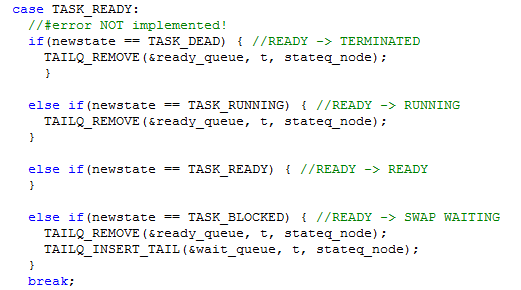 case TASK_READY:
//#error NOT implemented!
if(newstate == TASK_DEAD) { //READY -> TERMINATED
TAILQ_REMOVE(&ready_queue, t, stateq_node);
}
else if(newstate == TASK_RUNNING) { //READY -> RUNNING
TAILQ_REMOVE(&ready_queue, t, stateq_node);
}
else if(newstate == TASK_READY) { //READY -> READY
}
else if(newstate == TASK_BLOCKED) { //READY -> SWAP WAITING
TAILQ_REMOVE(&ready_queue, t, stateq_node);
TAILQ_INSERT_TAIL(&wait_queue, t, stateq_node);
}
break;